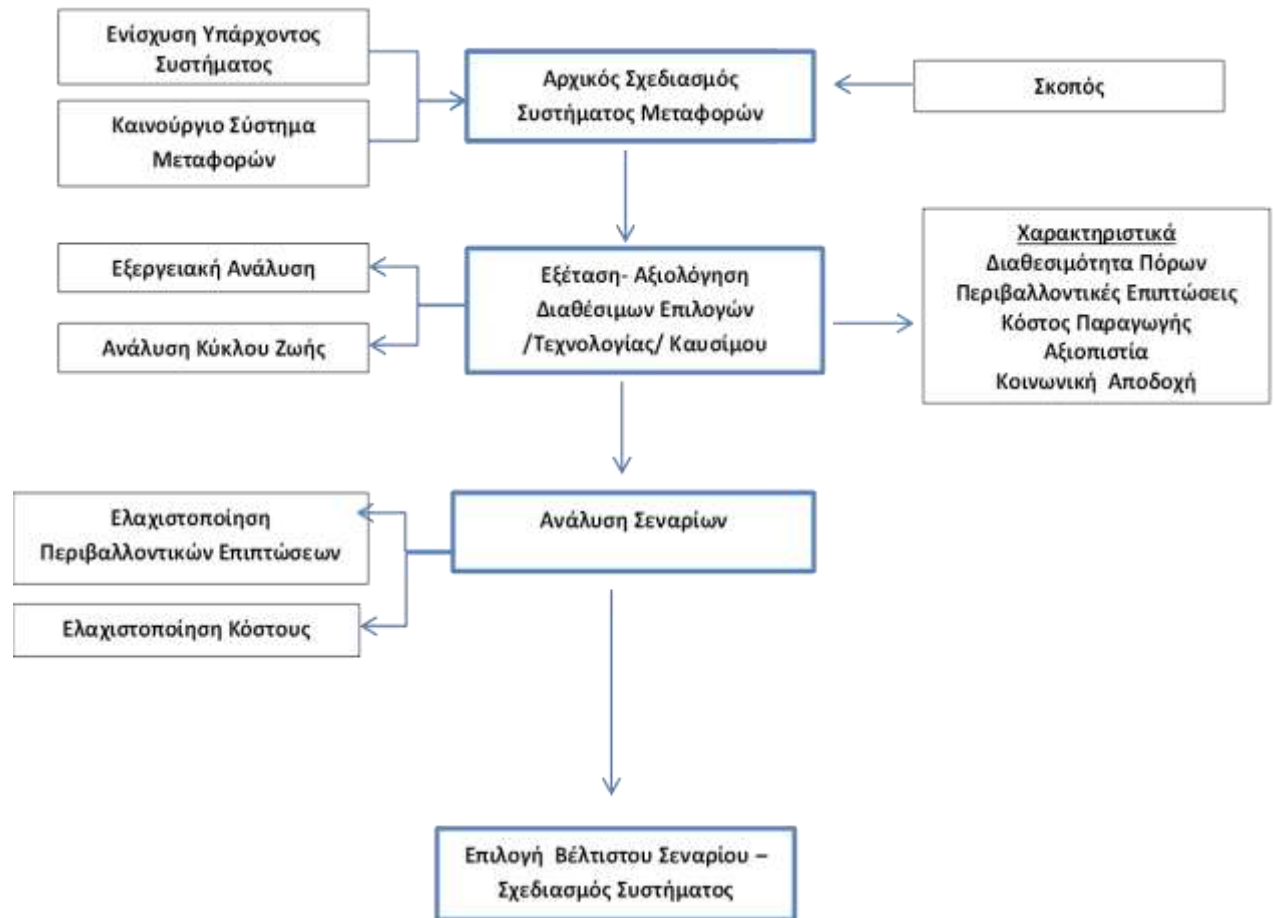 Ενίσχυση Υπάρχοντος
Συστήματος
Καινούργιο Σύστημα
Μεταφορών
Αρχικός Σχεδιασμός
Συστήματος Μεταφορών
Σκοπός
Εξεργειακή Ανάλυση
Ανάλυση Κύκλου Ζωής
Εξέταση- Αξιολόγηση
Διαθέσιμων Επιλογών
/Τεχνολογίας/ Καυσίμου
Χαρακτηριστικά
Διαθεσιμότητα Πόρων
Περιβαλλοντικές Επιπτώσεις
Κόστος Παραγωγής
Αξιοπιστία
Κοινωνική Αποδοχή
Ελαχιστοποίηση
Περιβαλλοντικών Επιπτώσεων
Ελαχιστοποίηση Κόστους
Ανάλυση Σεναρίων
Επιλογή Βέλτιστου Σεναρίου –
Σχεδιασμός Συστήματος